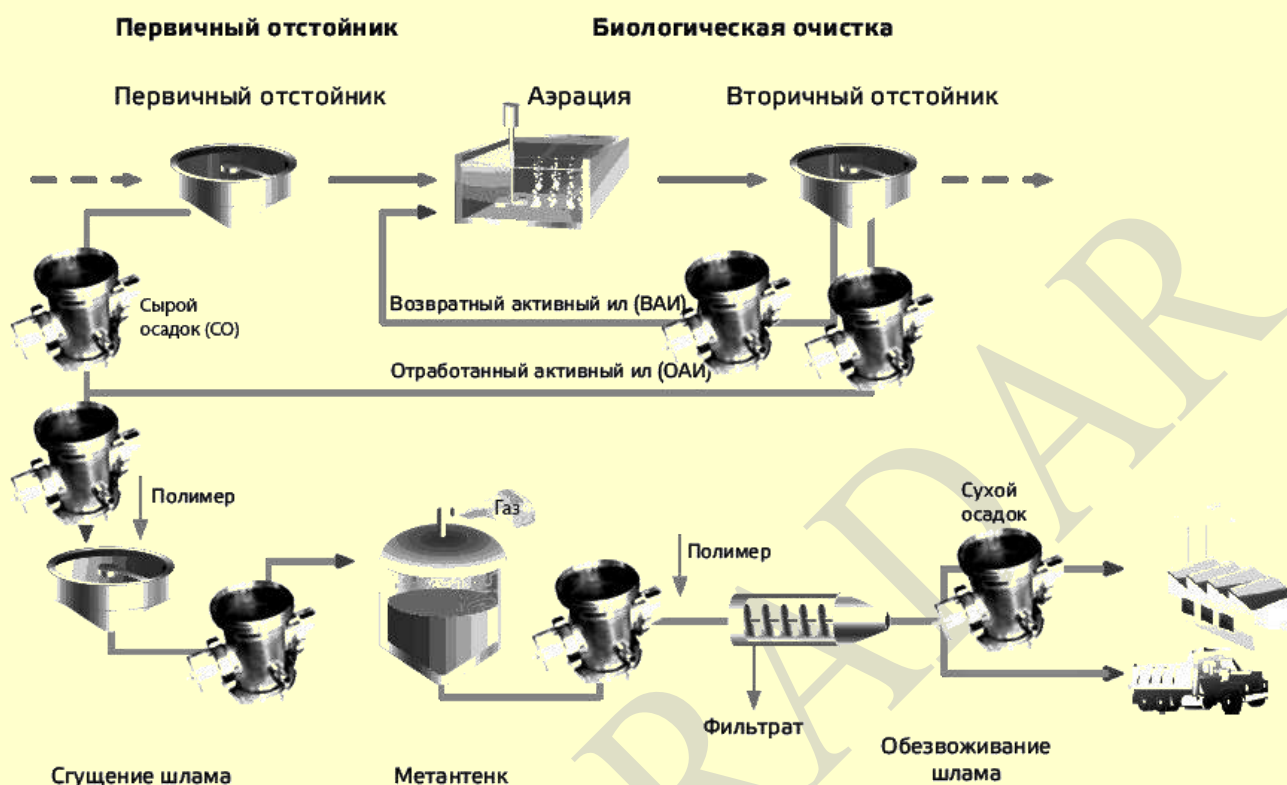 Первичный отстойник
Биологическая очистка
Первичный отстойник
Аэрация
Вторичный отстойник
Сырой
осадок (СО)
Возвратный активный ил (ВАИ)
Отработанный активный ил (ОАИ)
Полимер
Газ
Полимер
Сухой
осадок
Фильтрат
Сгущение шлама
Метантенк
Обезвоживание
шлама
RADAR